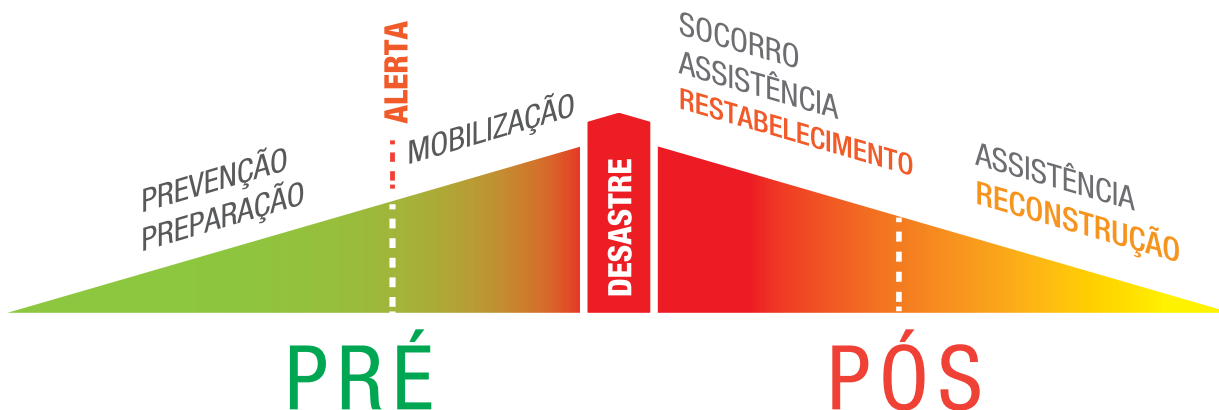 PREVENÇÃO
PREPARAÇÃO
ALERTA
MOBILIZAÇÃO
DESASTRE
SOCORRO
ASSISTÊNCIA
RESTABELECIMENTO
ASSISTÊNCIA
RECONSTRUÇÃO
PRÉ
PÓS